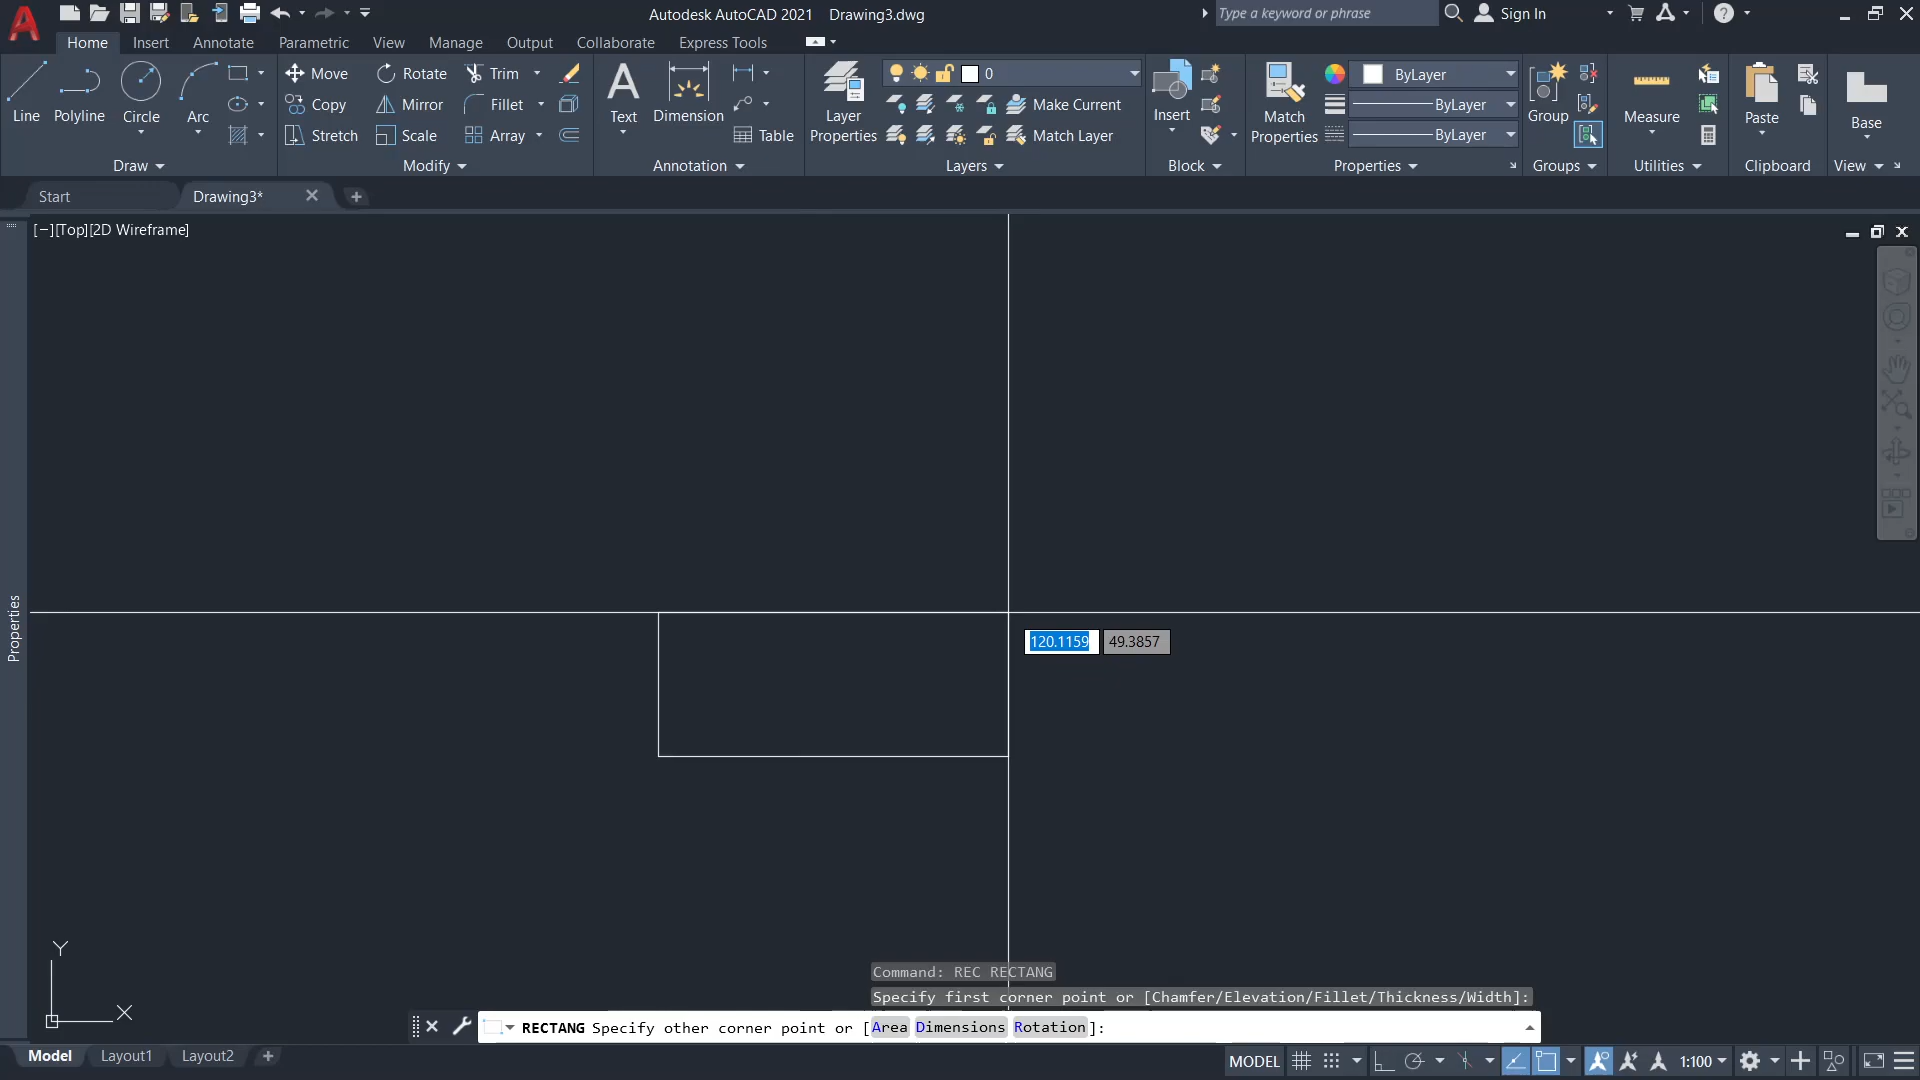 Autodesk AutoCAD 2021 Drawing3.dwg Type a keyword or phrase Sign In
Home Insert Annotate Parametric View Manage Output Collaborate Express Tools
Line Polyline Circle Arc
Move Rotate Trim
Copy Mirror Fillet
Stretch Scale Array
Text Dimension Table
Layer Properties 0
Make Current
Match Layer
Insert
Match Properties
ByLayer
ByLayer
ByLayer
Group Measure Paste Base
Draw Modify Annotation Layers Block Properties Groups Utilities Clipboard View
Start Drawing3*
[−][Top][2D Wireframe]
Properties
120.1159 49.3857
Y
X
Command: REC RECTANG
Specify first corner point or [Chamfer/Elevation/Fillet/Thickness/Width]:
RECTANG Specify other corner point or [Area Dimensions Rotation]:
Model Layout1 Layout2 MODEL 1:100